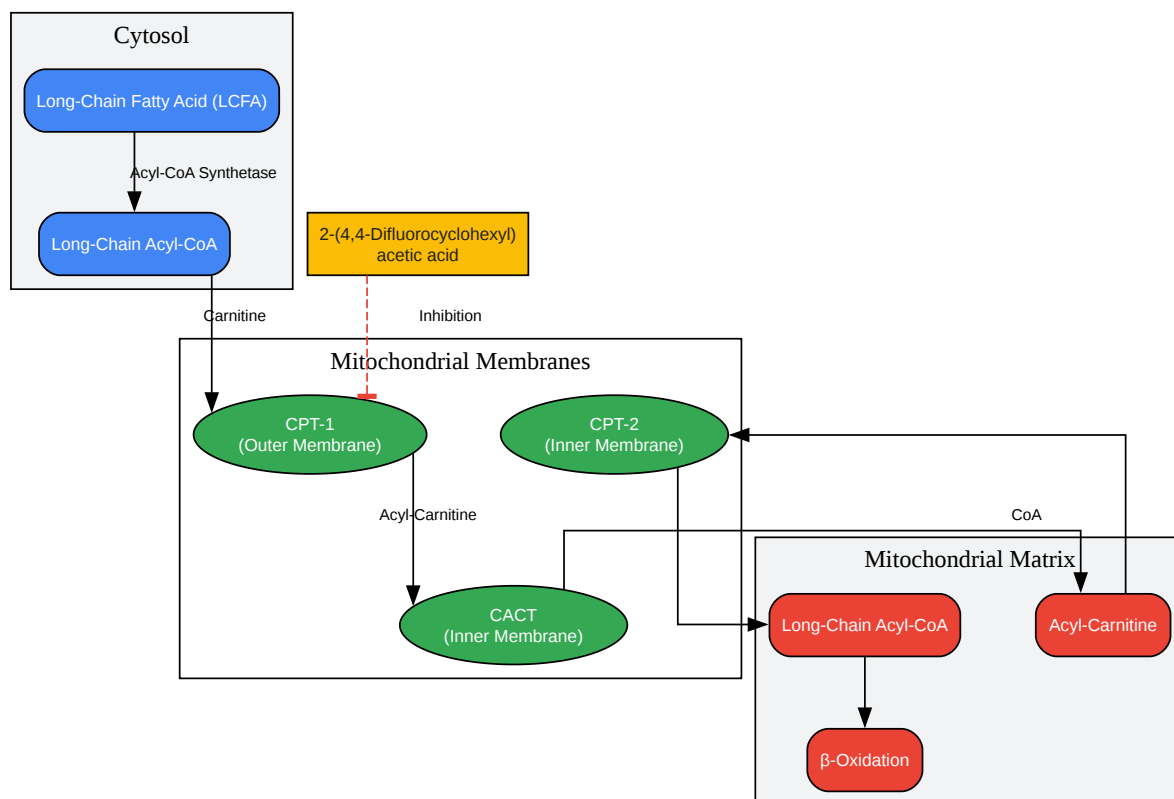 Cytosol
Long-Chain Fatty Acid (LCFA)
Acyl-CoA Synthetase
Long-Chain Acyl-CoA
2-(4,4-Difluorocyclohexyl)
acetic acid
Carnitine
Inhibition
Mitochondrial Membranes
CPT-1
(Outer Membrane)
CPT-2
(Inner Membrane)
Acyl-Carnitine
CoA
CACT
(Inner Membrane)
Mitochondrial Matrix
Long-Chain Acyl-CoA
Acyl-Carnitine
β-Oxidation